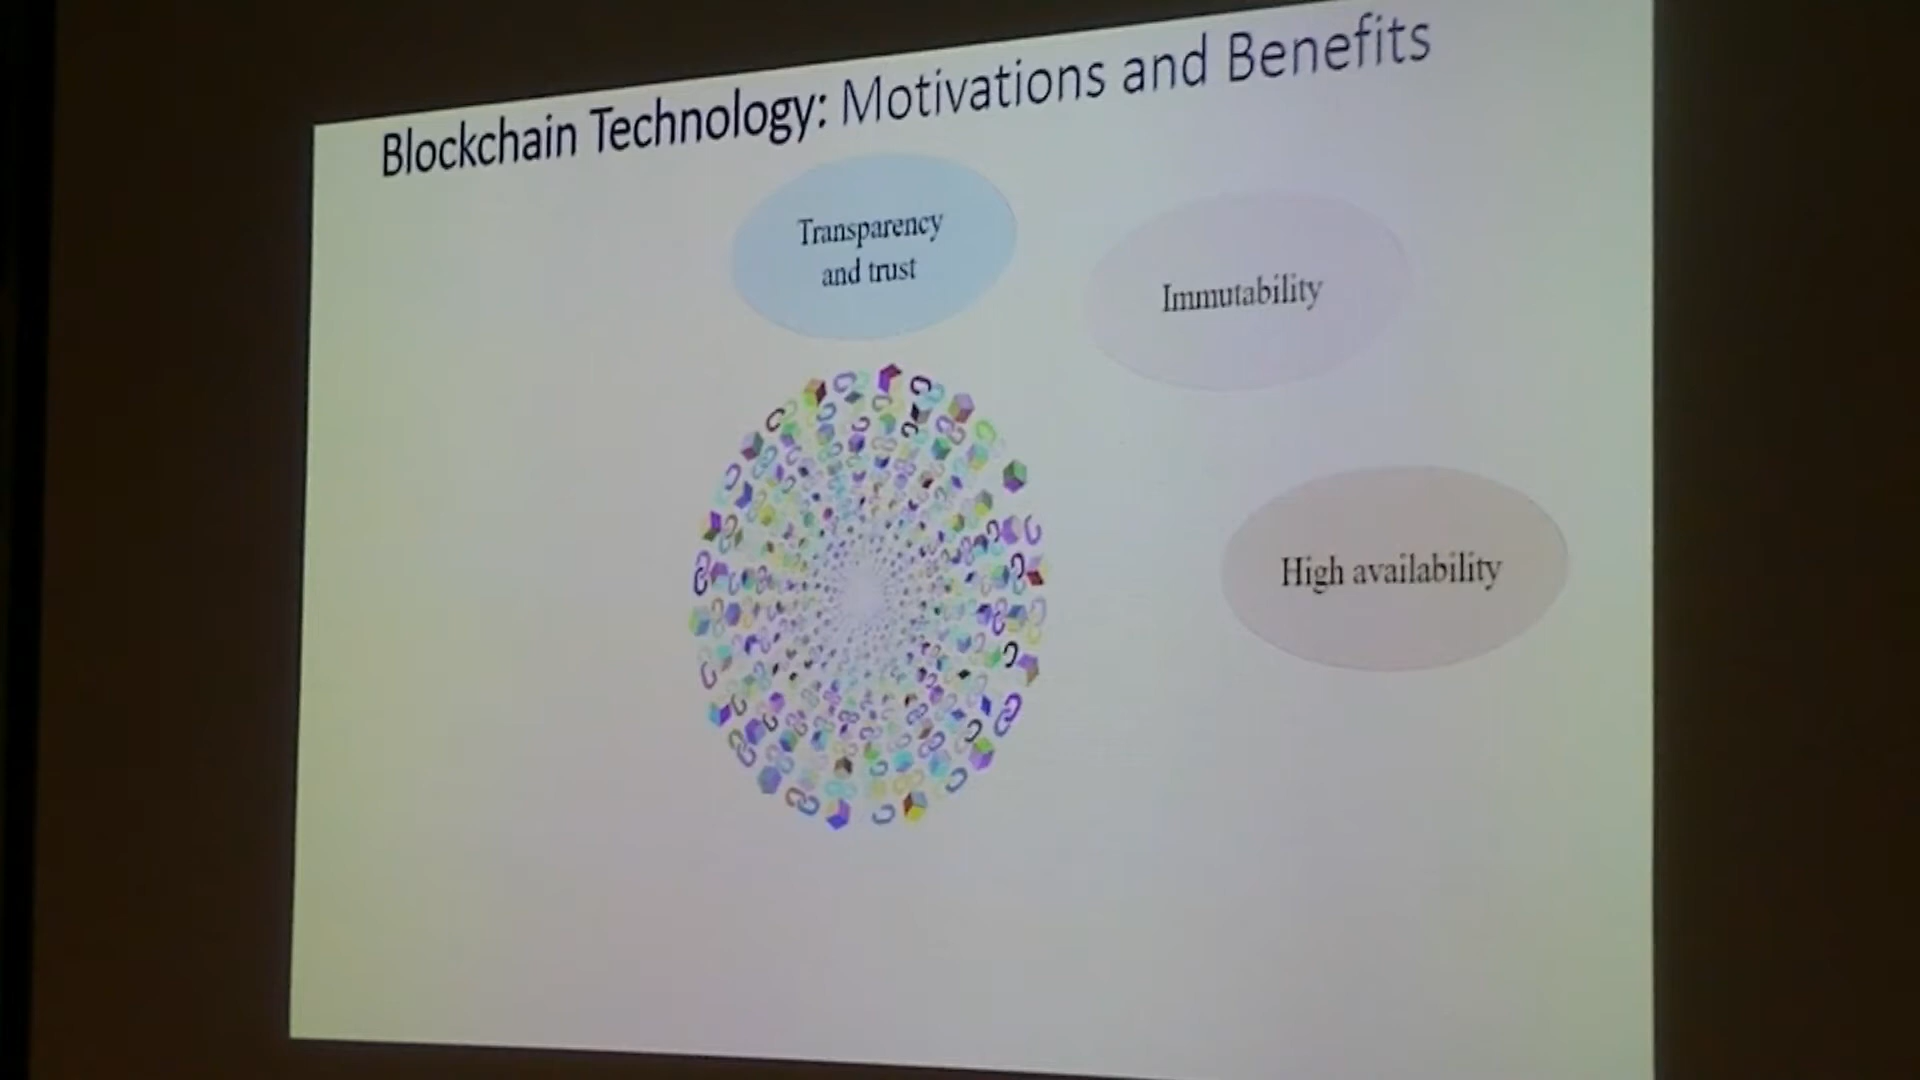 Blockchain Technology: Motivations and Benefits
Transparency
and trust
Immutability
High availability